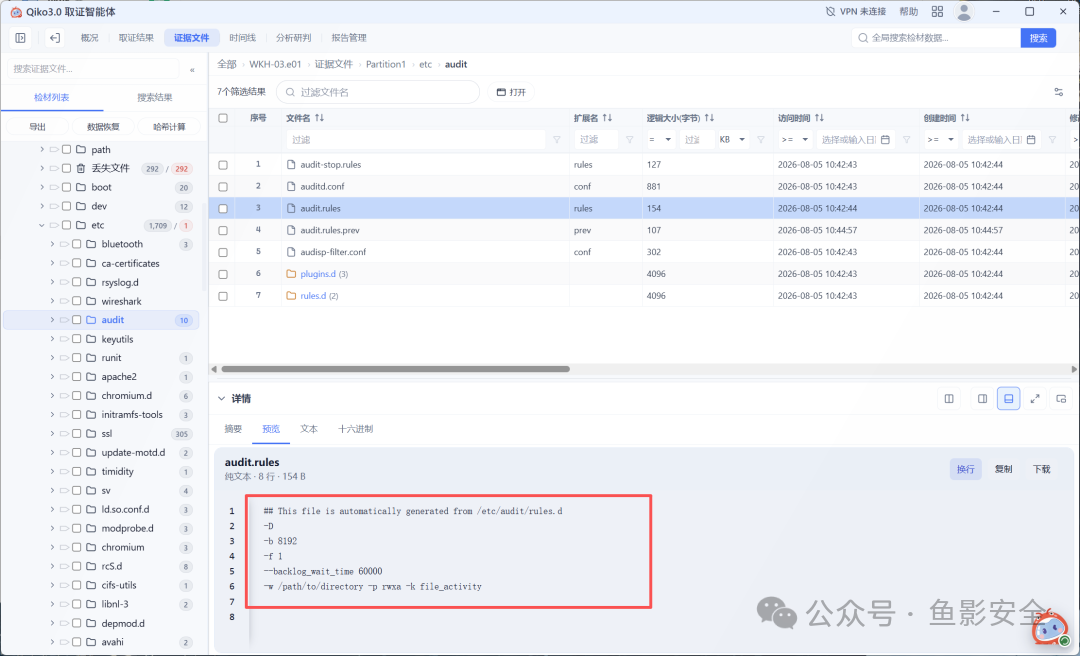 Qiko3.0 取证智能体
VPN 未连接 帮助
概况 取证结果 证据文件 时间线 分析研判 报告管理
全局搜索检材数据... 搜索
搜索证据文件... «
检材列表 搜索结果
导出 数据恢复 哈希计算
path
丢失文件 292 / 292
boot 20
dev 12
etc 1,709 / 1
bluetooth 3
ca-certificates
rsyslog.d
wireshark
audit 10
keyutils
runit 1
apache2 1
chromium.d 6
initramfs-tools 3
ssl 305
update-motd.d 2
timidity 1
sv 4
ld.so.conf.d 3
modprobe.d 3
chromium 3
rcS.d 8
cifs-utils 1
libnl-3 2
depmod.d
avahi 2
全部 › WKH-03.e01 › 证据文件 › Partition1 › etc › audit
7个筛选结果 过滤文件名 打开
序号 文件名 ↑↓ 扩展名 ↑↓ 逻辑大小(字节) ↑↓ 访问时间 ↑↓ 创建时间 ↑↓ 修
过滤 过滤 = 过 KB >= 选择或输入日 >= 选择或输入日 >
1 audit-stop.rules rules 127 2026-08-05 10:42:43 2026-08-05 10:42:44 20
2 auditd.conf conf 881 2026-08-05 10:42:43 2026-08-05 10:42:44 20
3 audit.rules rules 154 2026-08-05 10:42:44 2026-08-05 10:42:44 20
4 audit.rules.prev prev 107 2026-08-05 10:44:57 2026-08-05 10:44:57 20
5 audisp-filter.conf conf 302 2026-08-05 10:42:43 2026-08-05 10:42:44 20
6 plugins.d (3) 4096 2026-08-05 10:42:43 2026-08-05 10:42:44 20
7 rules.d (2) 4096 2026-08-05 10:42:43 2026-08-05 10:42:44 20
详情
摘要 预览 文本 十六进制
audit.rules
纯文本 · 8 行 · 154 B
换行 复制 下载
1 ## This file is automatically generated from /etc/audit/rules.d
2 -D
3 -b 8192
4 -f 1
5 --backlog_wait_time 60000
6 -w /path/to/directory -p rwxa -k file_activity
7
8
公众号 · 鱼影安全